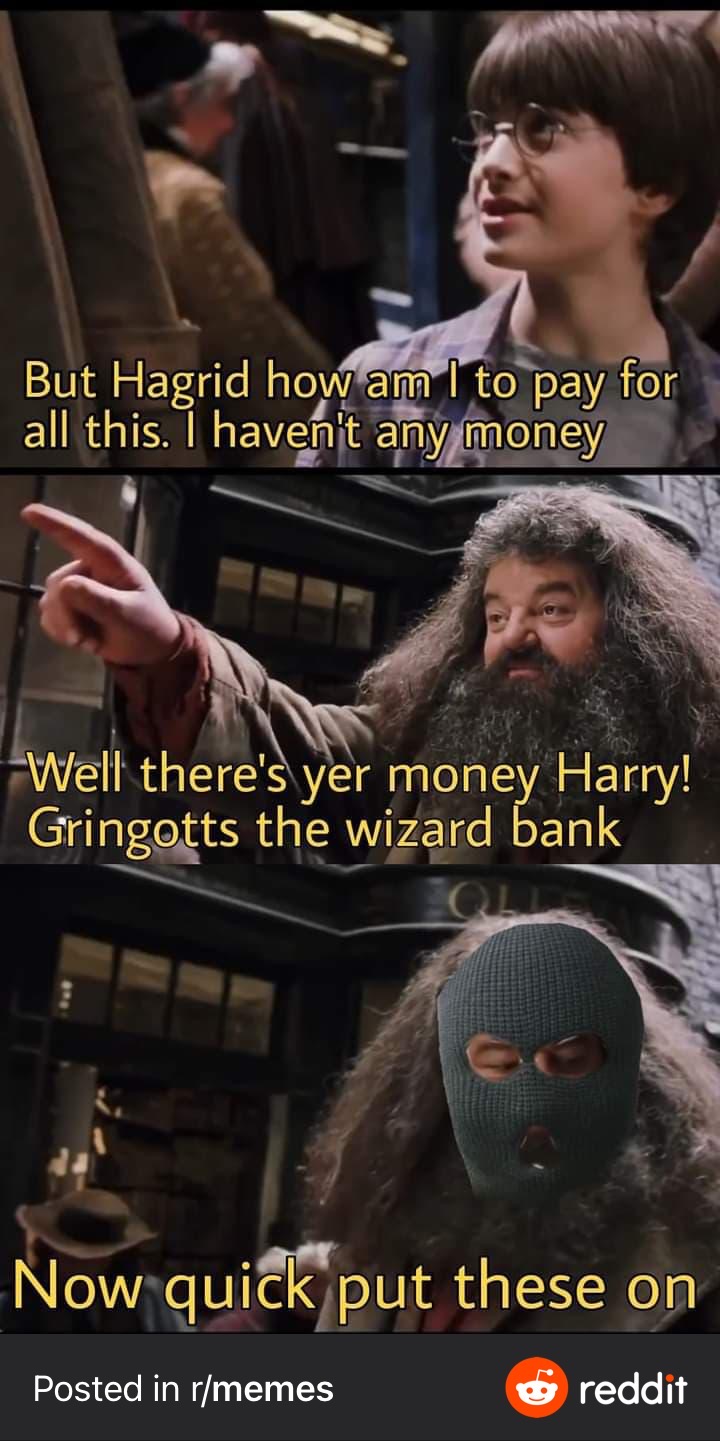 But Hagrid how am I to pay for
all this. I haven't any money
Well there's yer money Harry!
Gringotts the wizard bank
Now quick put these on
Posted in r/memes
reddit